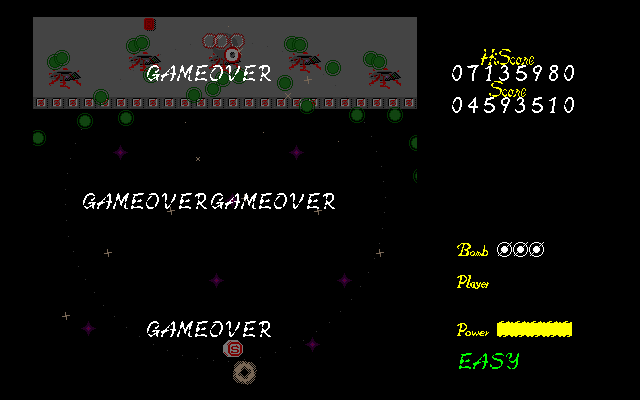 HiScore
07135980
Score
04593510
GAMEOVER
GAMEOVERGAMEOVER
GAMEOVER
Bomb
Player
Power
EASY
S